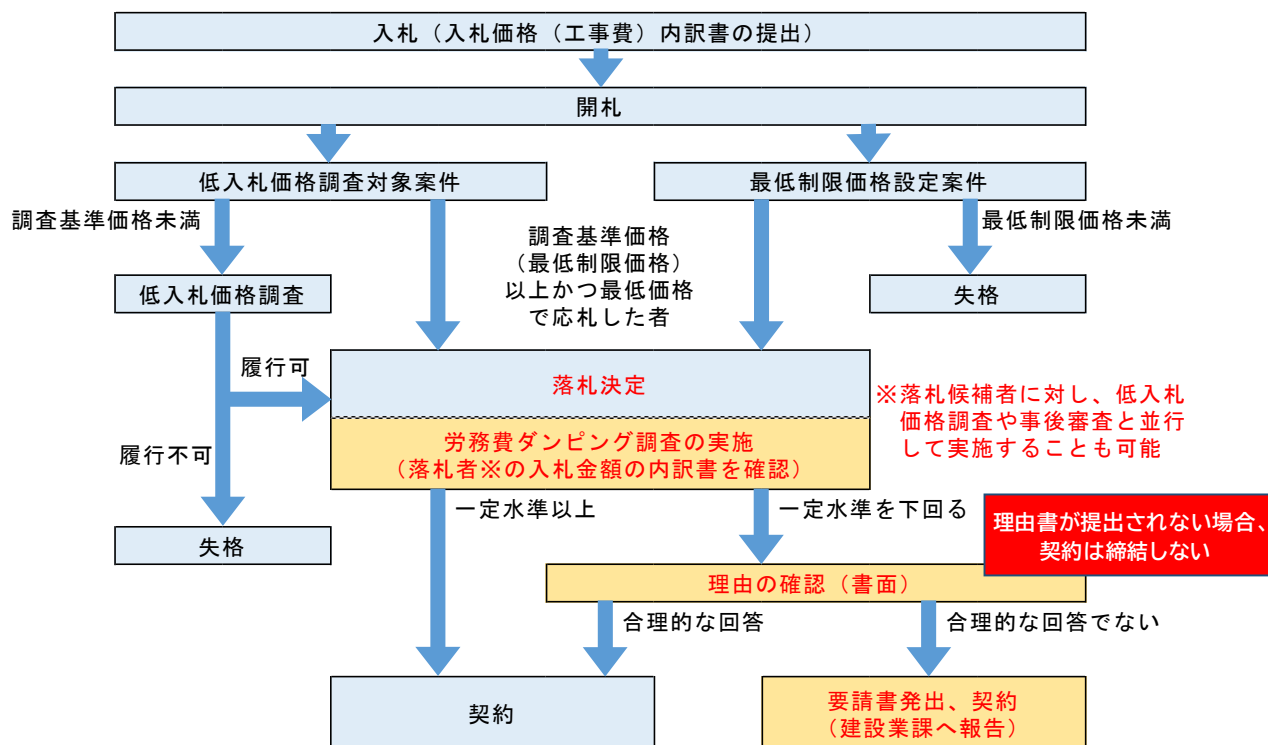 入札（入札価格（工事費）内訳書の提出）
開札
低入札価格調査対象案件
最低制限価格設定案件
調査基準価格未満
最低制限価格未満
調査基準価格
（最低制限価格）
以上かつ最低価格
で応札した者
低入札価格調査
失格
履行可
落札決定
※落札候補者に対し、低入札
価格調査や事後審査と並行
して実施することも可能
履行不可
労務費ダンピング調査の実施
（落札者※の入札金額の内訳書を確認）
一定水準以上
一定水準を下回る
理由書が提出されない場合、
契約は締結しない
失格
理由の確認（書面）
合理的な回答
合理的な回答でない
契約
要請書発出、契約
（建設業課へ報告）